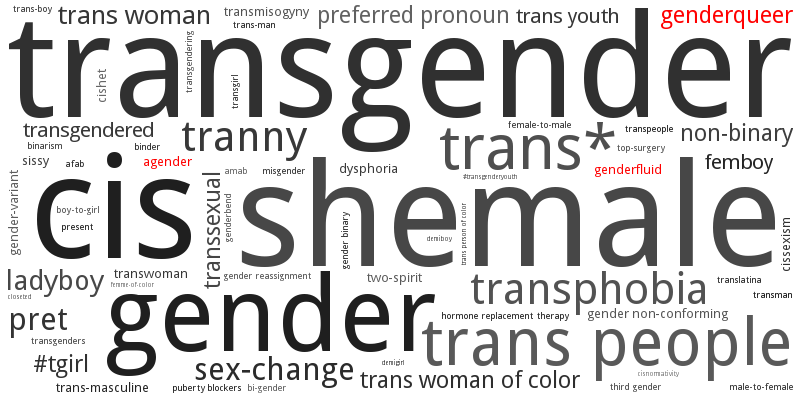 trans-boy
trans woman
transmisogyny
trans-man
preferred pronoun
trans youth
genderqueer
transgender
cishet
transgendering
transgirl
transgendered
tranny
female-to-male
trans*
transpeople
non-binary
binarism
binder
sissy
afab
agender
amab
misgender
dysphoria
top-surgery
#transgenderyouth
genderfluid
femboy
gender-variant
cis
boy-to-girl
present
transsexual
genderbend
shemale
gender binary
demiboy
trans person of color
cissexism
ladyboy
transwoman
femme-of-color
closeted
gender reassignment
two-spirit
transphobia
translatina
transman
pret
gender
hormone replacement therapy
gender non-conforming
transgenders
trans people
#tgirl
sex-change
demigirl
cisnormativity
trans-masculine
puberty blockers
bi-gender
trans woman of color
third gender
male-to-female